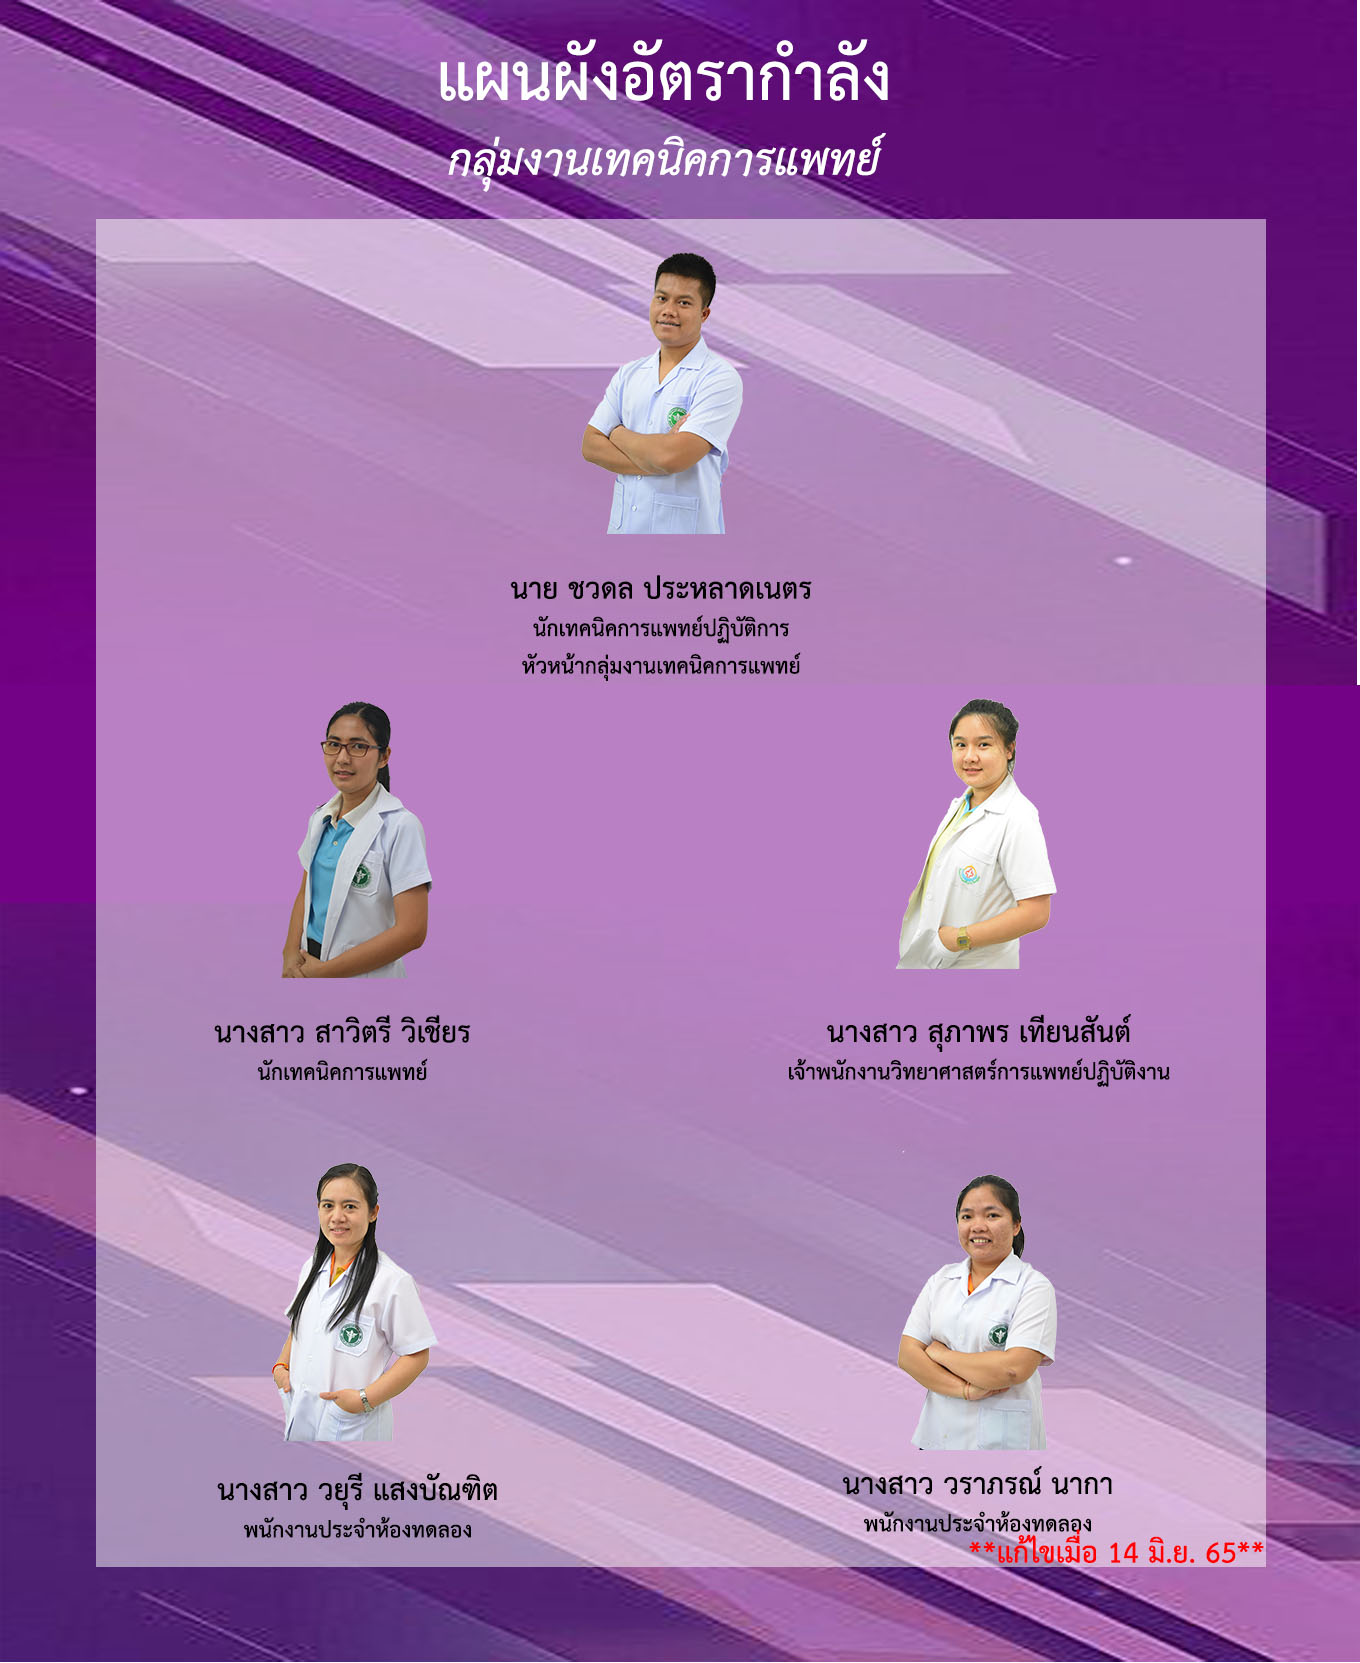 แผนผังอัตรากำลัง
กลุ่มงานเทคนิคการแพทย์
นาย ชวดล ประหลาดเนตร
นักเทคนิคการแพทย์ปฏิบัติการ
หัวหน้ากลุ่มงานเทคนิคการแพทย์
นางสาว สาวิตรี วิเชียร
นักเทคนิคการแพทย์
นางสาว สุภาพร เทียนสันต์
เจ้าพนักงานวิทยาศาสตร์การแพทย์ปฏิบัติงาน
นางสาว วยุรี แสงบัณฑิต
พนักงานประจำห้องทดลอง
นางสาว วราภรณ์ นากา
พนักงานประจำห้องทดลอง
**แก้ไขเมื่อ 14 มิ.ย. 65**